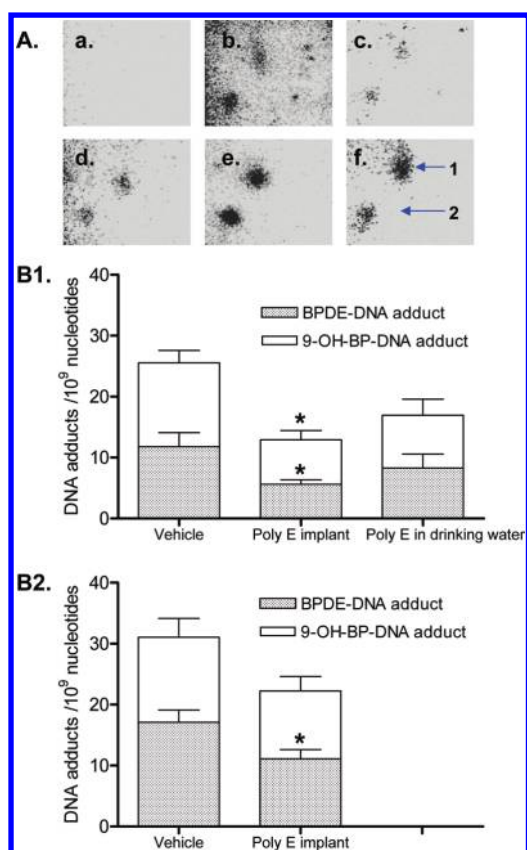 A.
a.
b.
c.
d.
e.
f.
1
2
B1.
DNA adducts /10⁹ nucleotides
40
30
20
10
0
BPDE-DNA adduct
9-OH-BP-DNA adduct
*
*
Vehicle
Poly E implant
Poly E in drinking water
B2.
DNA adducts /10⁹ nucleotides
40
30
20
10
0
BPDE-DNA adduct
9-OH-BP-DNA adduct
*
Vehicle
Poly E implant